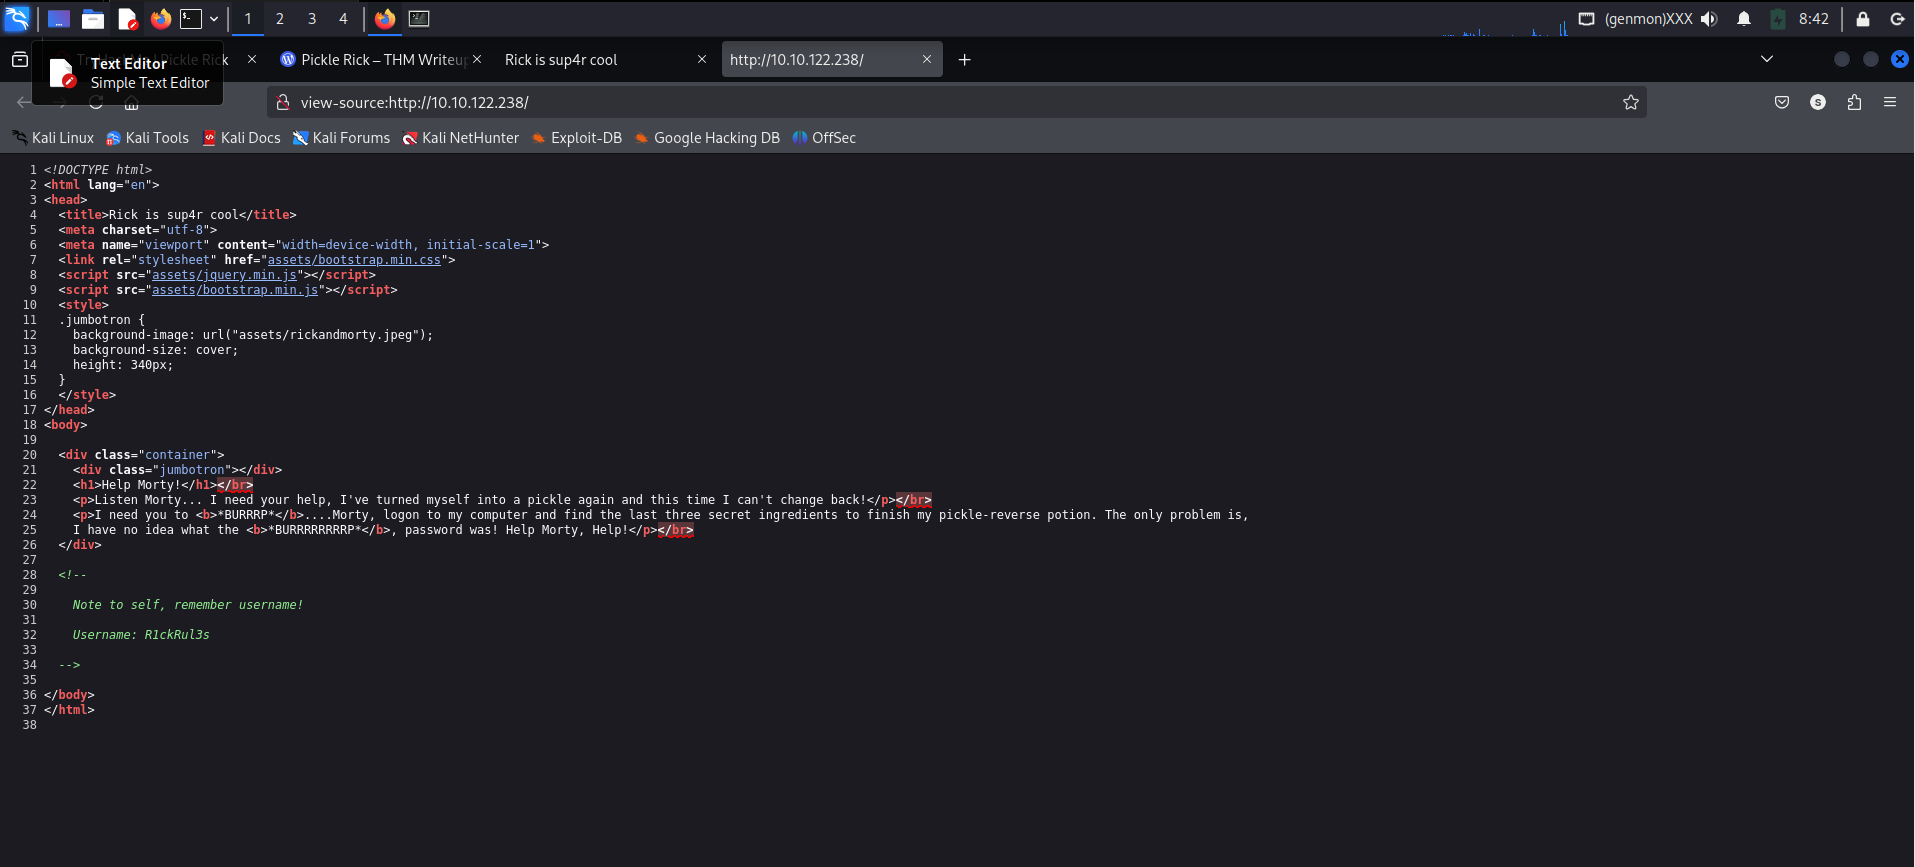 1 2 3 4 (genmon)XXX 8:42
Pickle Rick Pickle Rick – THM Writeup Rick is sup4r cool http://10.10.122.238/
Text Editor
Simple Text Editor
view-source:http://10.10.122.238/ S
Kali Linux Kali Tools Kali Docs Kali Forums Kali NetHunter Exploit-DB Google Hacking DB OffSec
1 <!DOCTYPE html>
2 <html lang="en">
3 <head>
4   <title>Rick is sup4r cool</title>
5   <meta charset="utf-8">
6   <meta name="viewport" content="width=device-width, initial-scale=1">
7   <link rel="stylesheet" href="assets/bootstrap.min.css">
8   <script src="assets/jquery.min.js"></script>
9   <script src="assets/bootstrap.min.js"></script>
10   <style>
11   .jumbotron {
12     background-image: url("assets/rickandmorty.jpeg");
13     background-size: cover;
14     height: 340px;
15   }
16   </style>
17 </head>
18 <body>
19
20   <div class="container">
21     <div class="jumbotron"></div>
22     <h1>Help Morty!</h1></br>
23     <p>Listen Morty... I need your help, I've turned myself into a pickle again and this time I can't change back!</p></br>
24     <p>I need you to <b>*BURRRP*</b>....Morty, logon to my computer and find the last three secret ingredients to finish my pickle-reverse potion. The only problem is,
25     I have no idea what the <b>*BURRRRRRRRP*</b>, password was! Help Morty, Help!</p></br>
26   </div>
27
28   <!--
29
30     Note to self, remember username!
31
32     Username: R1ckRul3s
33
34   -->
35
36 </body>
37 </html>
38